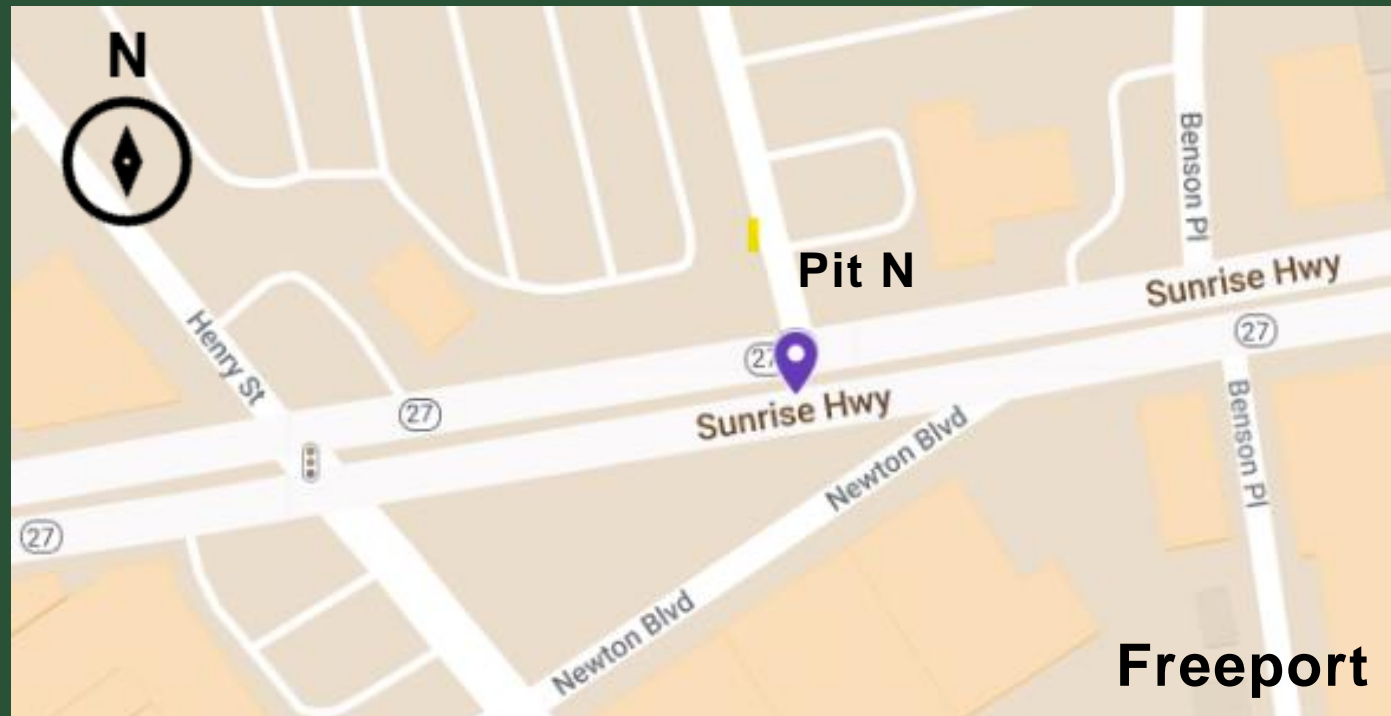 N
Benson Pl
Pit N
Sunrise Hwy
27
Henry St
27
27
Sunrise Hwy
Benson Pl
Newton Blvd
27
Newton Blvd
Freeport